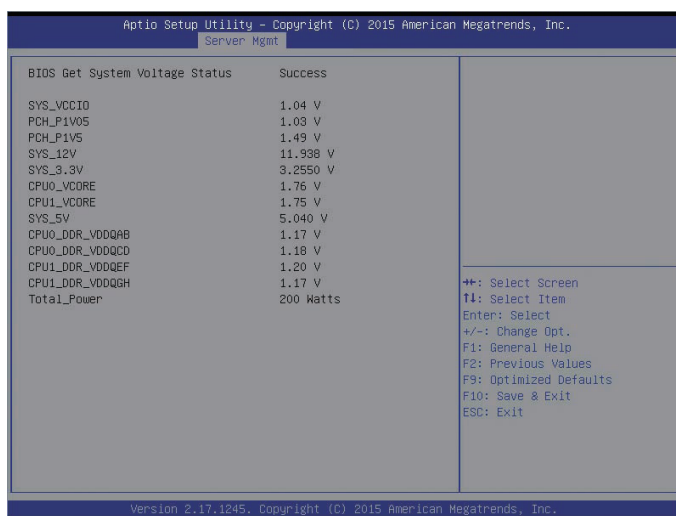 Aptio Setup Utility – Copyright (C) 2015 American Megatrends, Inc.
Server Mgmt
BIOS Get System Voltage Status Success
SYS_VCCIO 1.04 V
PCH_P1V05 1.03 V
PCH_P1V5 1.49 V
SYS_12V 11.938 V
SYS_3.3V 3.2550 V
CPU0_VCORE 1.76 V
CPU1_VCORE 1.75 V
SYS_5V 5.040 V
CPU0_DDR_VDDQAB 1.17 V
CPU0_DDR_VDDQCD 1.18 V
CPU1_DDR_VDDQEF 1.20 V
CPU1_DDR_VDDQGH 1.17 V
Total_Power 200 Watts
→←: Select Screen
↑↓: Select Item
Enter: Select
+/-: Change Opt.
F1: General Help
F2: Previous Values
F9: Optimized Defaults
F10: Save & Exit
ESC: Exit
Version 2.17.1245. Copyright (C) 2015 American Megatrends, Inc.